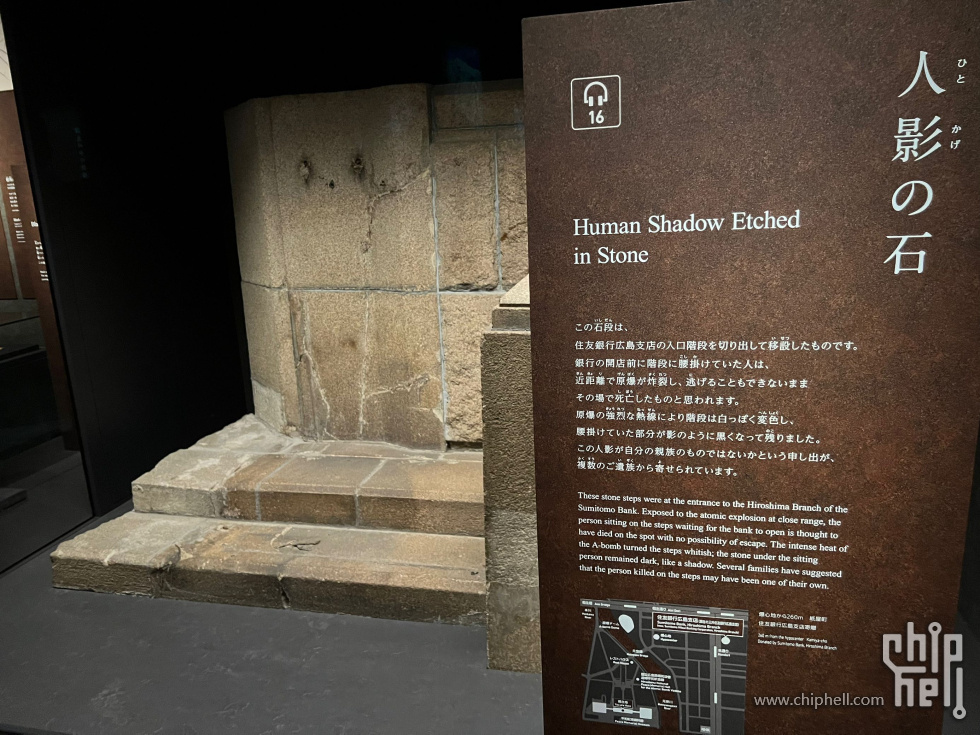 16
人影の石
ひと かげ
Human Shadow Etched
in Stone
この石段は、
住友銀行広島支店の入口階段を切り出して移設したものです。
銀行の開店前に階段に腰掛けていた人は、
近距離で原爆が炸裂し、逃げることもできないまま
その場で死亡したものと思われます。
原爆の強烈な熱線により階段は白っぽく変色し、
腰掛けていた部分が影のように黒くなって残りました。
この人影が自分の親族のものではないかという申し出が、
複数のご遺族から寄せられています。
These stone steps were at the entrance to the Hiroshima Branch of the
Sumitomo Bank. Exposed to the atomic explosion at close range, the
person sitting on the steps waiting for the bank to open is thought to
have died on the spot with no possibility of escape. The intense heat of
the A-bomb turned the steps whitish; the stone under the sitting
person remained dark, like a shadow. Several families have suggested
that the person killed on the steps may have been one of their own.
住友銀行広島支店
Sumitomo Bank, Hiroshima Branch
爆心地から260m 紙屋町
住友銀行広島支店寄贈
260 m from the hypocenter Kamiya-cho
Donated by Sumitomo Bank, Hiroshima Branch
chip
hell
www.chiphell.com